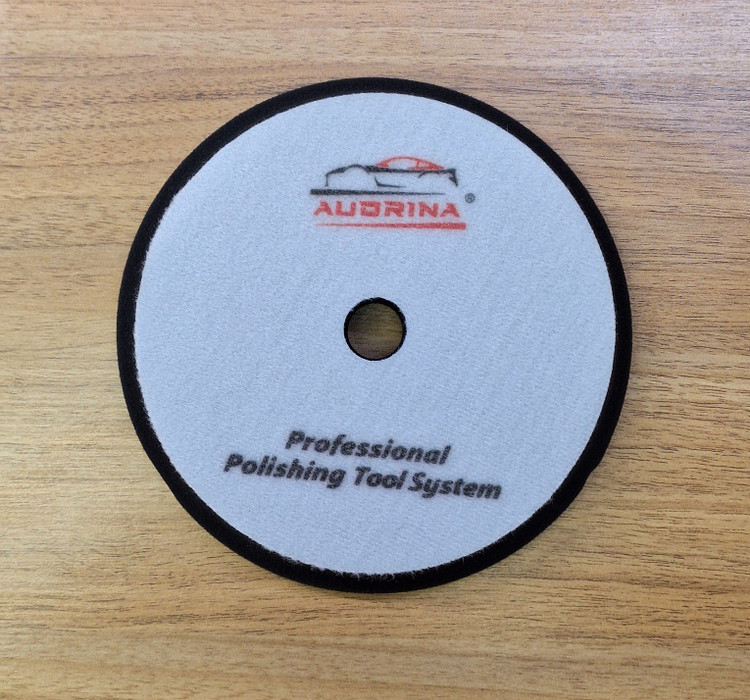 AUDRINA®
Professional
Polishing Tool System